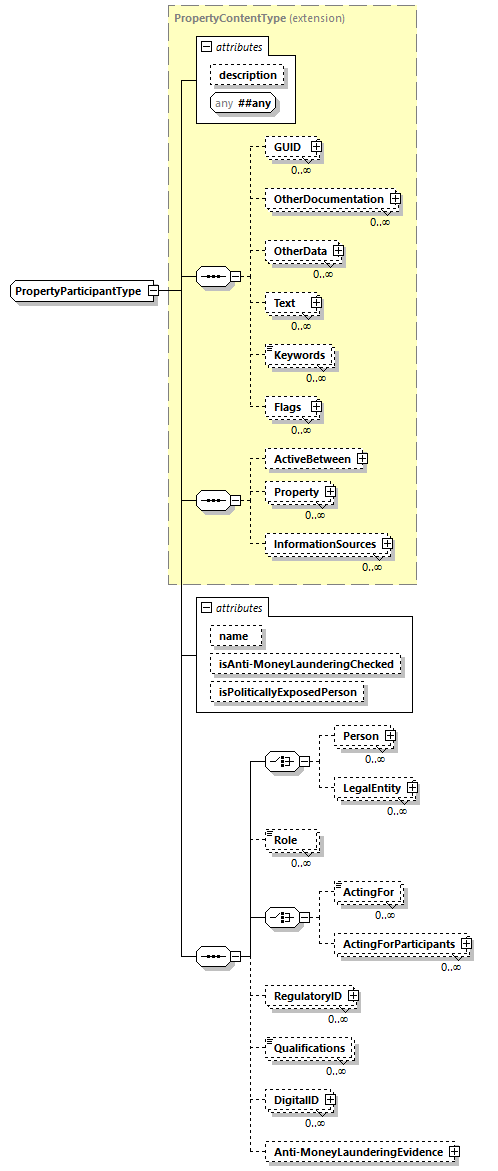 PropertyContentType (extension)
attributes
description
any ##any
GUID
0..∞
OtherDocumentation
0..∞
OtherData
0..∞
PropertyParticipantType
Text
0..∞
Keywords
0..∞
Flags
0..∞
ActiveBetween
Property
0..∞
InformationSources
0..∞
attributes
name
isAnti-MoneyLaunderingChecked
isPoliticallyExposedPerson
Person
0..∞
LegalEntity
0..∞
Role
0..∞
ActingFor
0..∞
ActingForParticipants
0..∞
RegulatoryID
0..∞
Qualifications
0..∞
DigitalID
0..∞
Anti-MoneyLaunderingEvidence